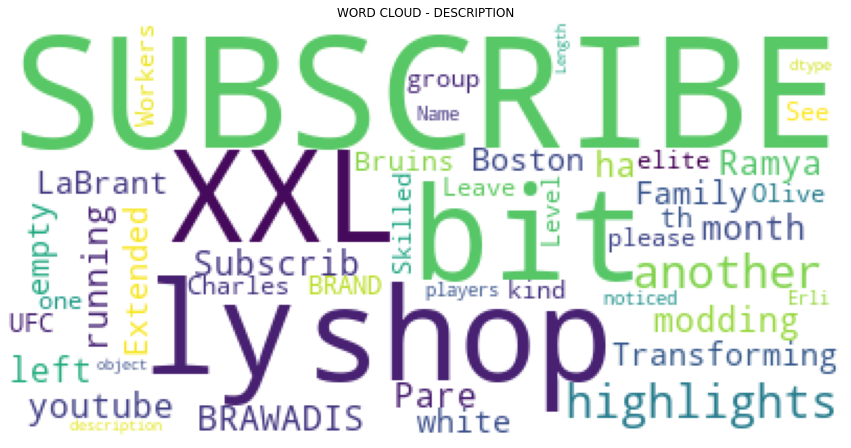 WORD CLOUD - DESCRIPTION
SUBSCRIBE
Workers
Length
group
Name
dtype
See
XXL
Bruins
Boston
ha
elite
Ramya
LaBrant
bit
Leave
Level
Skilled
Family
Olive
th
month
please
empty
running
Extended
Subscrib
another
Charles
BRAND
players
kind
noticed
Erli
one
UFC
ly
shop
modding
left
object
Transforming
youtube
description
BRAWADIS
Pare
white
highlights